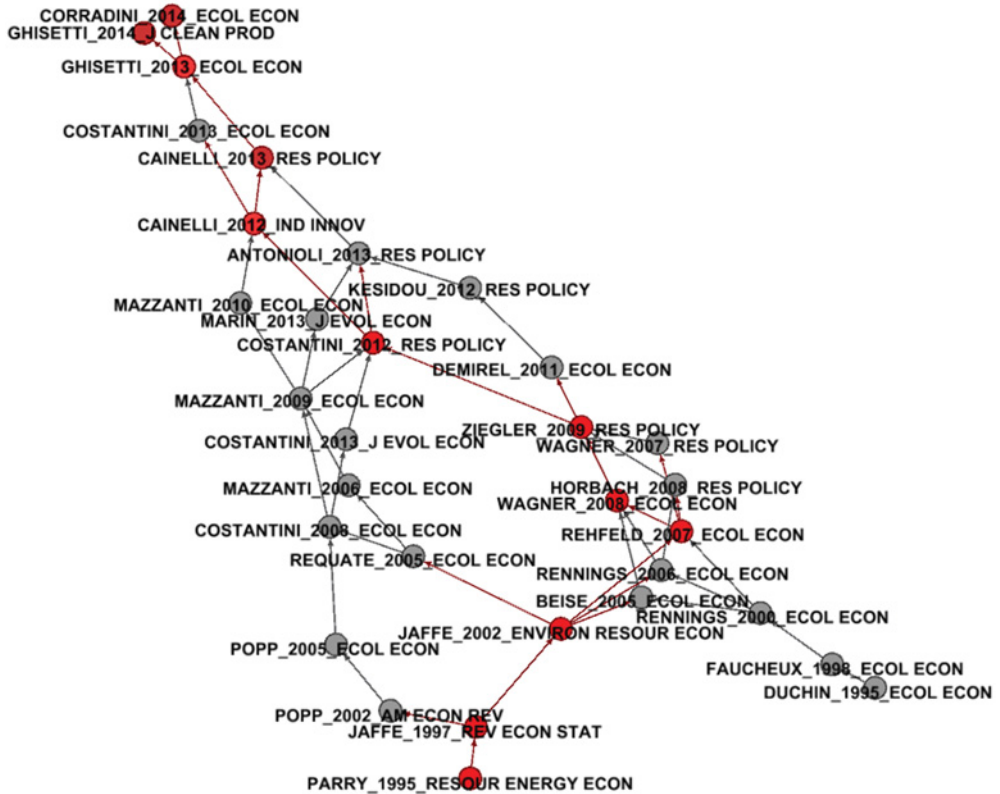 CORRADINI_2014_ECOL ECON
GHISETTI_2014_J CLEAN PROD
GHISETTI_2013_ECOL ECON
COSTANTINI_2013_ECOL ECON
CAINELLI_2013_RES POLICY
CAINELLI_2012_IND INNOV
ANTONIOLI_2013_RES POLICY
KESIDOU_2012_RES POLICY
MAZZANTI_2010_ECOL ECON
MARIN_2013_J EVOL ECON
COSTANTINI_2012_RES POLICY
DEMIREL_2011_ECOL ECON
MAZZANTI_2009_ECOL ECON
ZIEGLER_2009_RES POLICY
COSTANTINI_2013_J EVOL ECON
WAGNER_2007_RES POLICY
MAZZANTI_2006_ECOL ECON
HORBACH_2008_RES POLICY
WAGNER_2008_ECOL ECON
COSTANTINI_2008_ECOL ECON
REHFELD_2007_ECOL ECON
REQUATE_2005_ECOL ECON
RENNINGS_2006_ECOL ECON
BEISE_2005_ECOL ECON
RENNINGS_2000_ECOL ECON
JAFFE_2002_ENVIRON RESOUR ECON
POPP_2005_ECOL ECON
FAUCHEUX_1998_ECOL ECON
DUCHIN_1995_ECOL ECON
POPP_2002_AM ECON REV
JAFFE_1997_REV ECON STAT
PARRY_1995_RESOUR ENERGY ECON